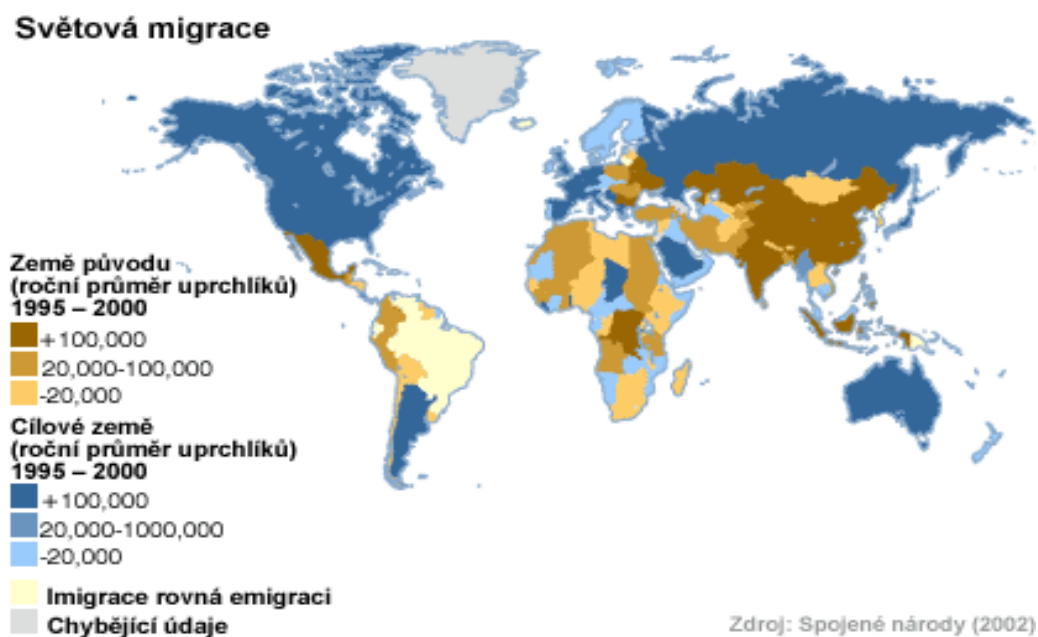 Světová migrace
Země původu
(roční průměr uprchlíků)
1995 – 2000
+100,000
20,000-100,000
-20,000
Cílové země
(roční průměr uprchlíků)
1995 – 2000
+100,000
20,000-1000,000
-20,000
Imigrace rovná emigraci
Chybějící údaje
Zdroj: Spojené národy (2002)